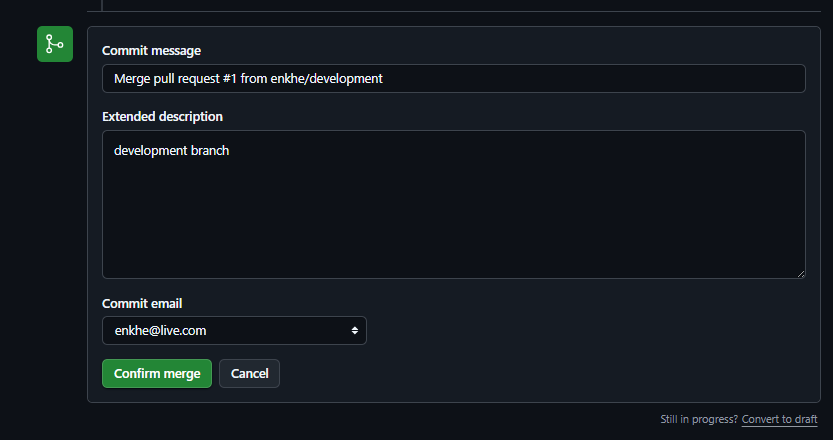 Commit message
Merge pull request #1 from enkhe/development
Extended description
development branch
Commit email
enkhe@live.com
Confirm merge
Cancel
Still in progress? Convert to draft